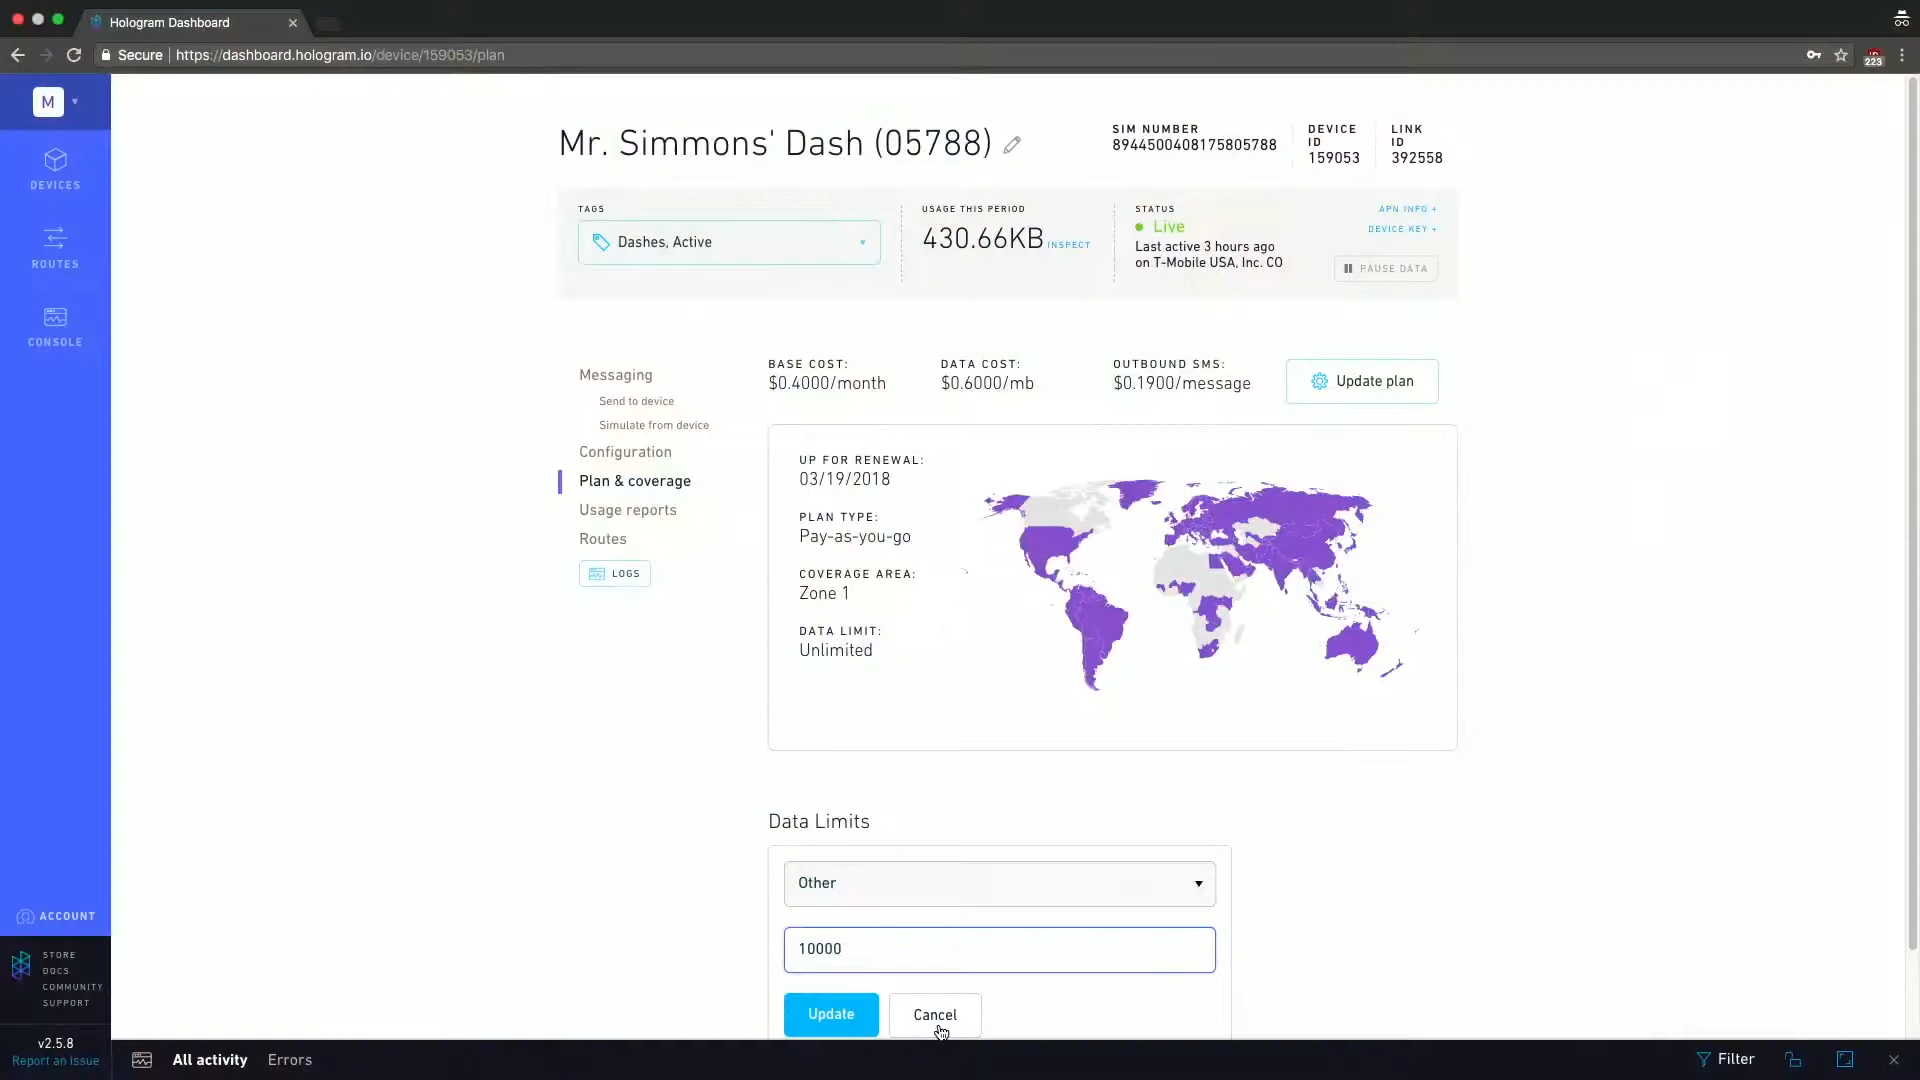 Hologram Dashboard
Secure https://dashboard.hologram.io/device/159053/plan
223
M
DEVICES
ROUTES
CONSOLE
ACCOUNT
STORE
DOCS
COMMUNITY
SUPPORT
v2.5.8
Report an issue
Mr. Simmons' Dash (05788)
SIM NUMBER
8944500408175805788
DEVICE
ID
159053
LINK
ID
392558
TAGS
Dashes, Active
USAGE THIS PERIOD
430.66KB INSPECT
STATUS
Live
Last active 3 hours ago
on T-Mobile USA, Inc. CO
APN INFO +
DEVICE KEY +
PAUSE DATA
Messaging
Send to device
Simulate from device
Configuration
Plan & coverage
Usage reports
Routes
LOGS
BASE COST:
$0.4000/month
DATA COST:
$0.6000/mb
OUTBOUND SMS:
$0.1900/message
Update plan
UP FOR RENEWAL:
03/19/2018
PLAN TYPE:
Pay-as-you-go
COVERAGE AREA:
Zone 1
DATA LIMIT:
Unlimited
Data Limits
Other
10000
Update
Cancel
All activity
Errors
Filter